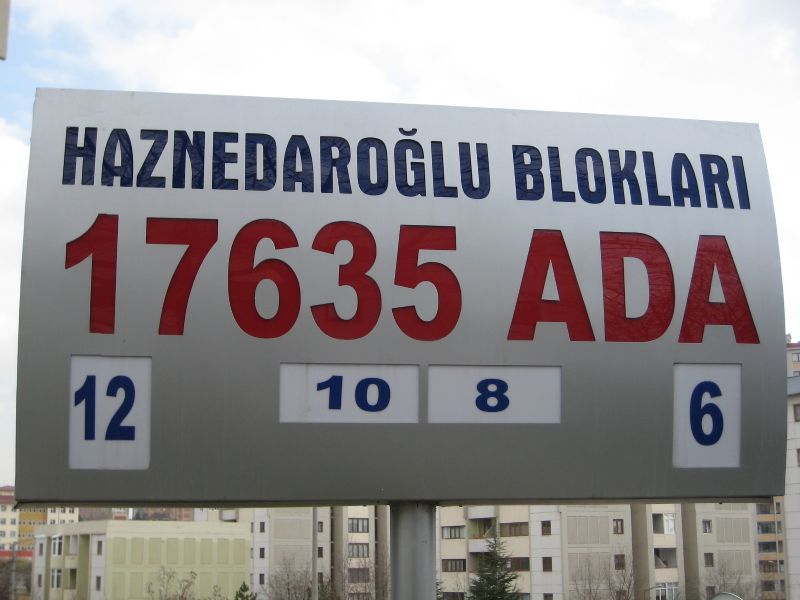 HAZNEDAROĞLU BLOKLARI
17635 ADA
12 10 8 6